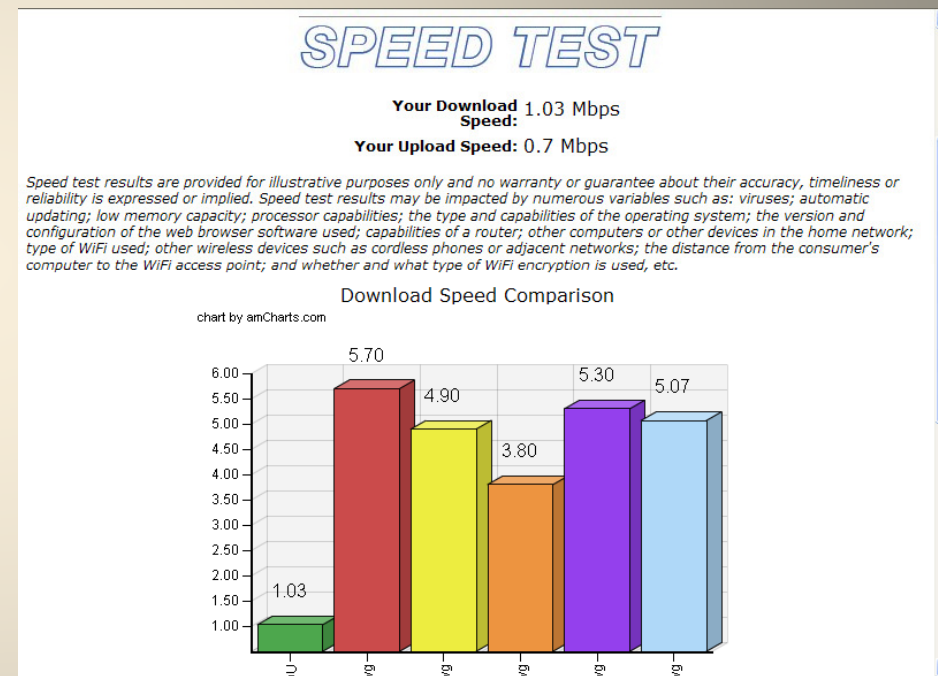 SPEED TEST
Your Download
Speed:
1.03 Mbps
Your Upload Speed: 0.7 Mbps
Speed test results are provided for illustrative purposes only and no warranty or guarantee about their accuracy, timeliness or
reliability is expressed or implied. Speed test results may be impacted by numerous variables such as: viruses; automatic
updating; low memory capacity; processor capabilities; the type and capabilities of the operating system; the version and
configuration of the web browser software used; capabilities of a router; other computers or other devices in the home network;
type of WiFi used; other wireless devices such as cordless phones or adjacent networks; the distance from the consumer's
computer to the WiFi access point; and whether and what type of WiFi encryption is used, etc.
Download Speed Comparison
chart by amCharts.com
5.70
5.30
5.07
4.90
3.80
1.03
6.00
5.50
5.00
4.50
4.00
3.50
3.00
2.50
2.00
1.50
1.00